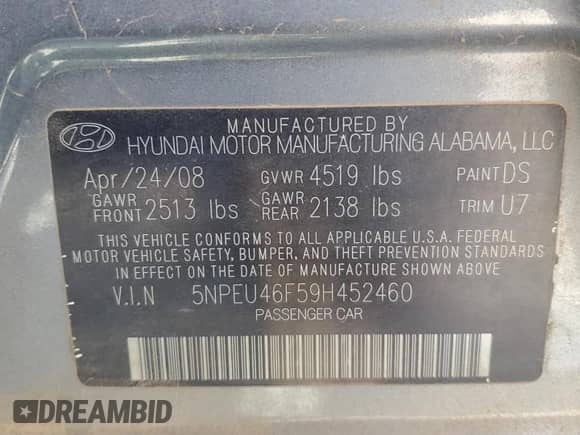 MANUFACTURED BY
HYUNDAI MOTOR MANUFACTURING ALABAMA, LLC
Apr/24/08 GVWR 4519 lbs PAINT DS
GAWR FRONT 2513 lbs GAWR REAR 2138 lbs TRIM U7
THIS VEHICLE CONFORMS TO ALL APPLICABLE U.S.A. FEDERAL
MOTOR VEHICLE SAFETY, BUMPER, AND THEFT PREVENTION STANDARDS
IN EFFECT ON THE DATE OF MANUFACTURE SHOWN ABOVE
V.I.N 5NPEU46F59H452460
PASSENGER CAR
DREAMBID